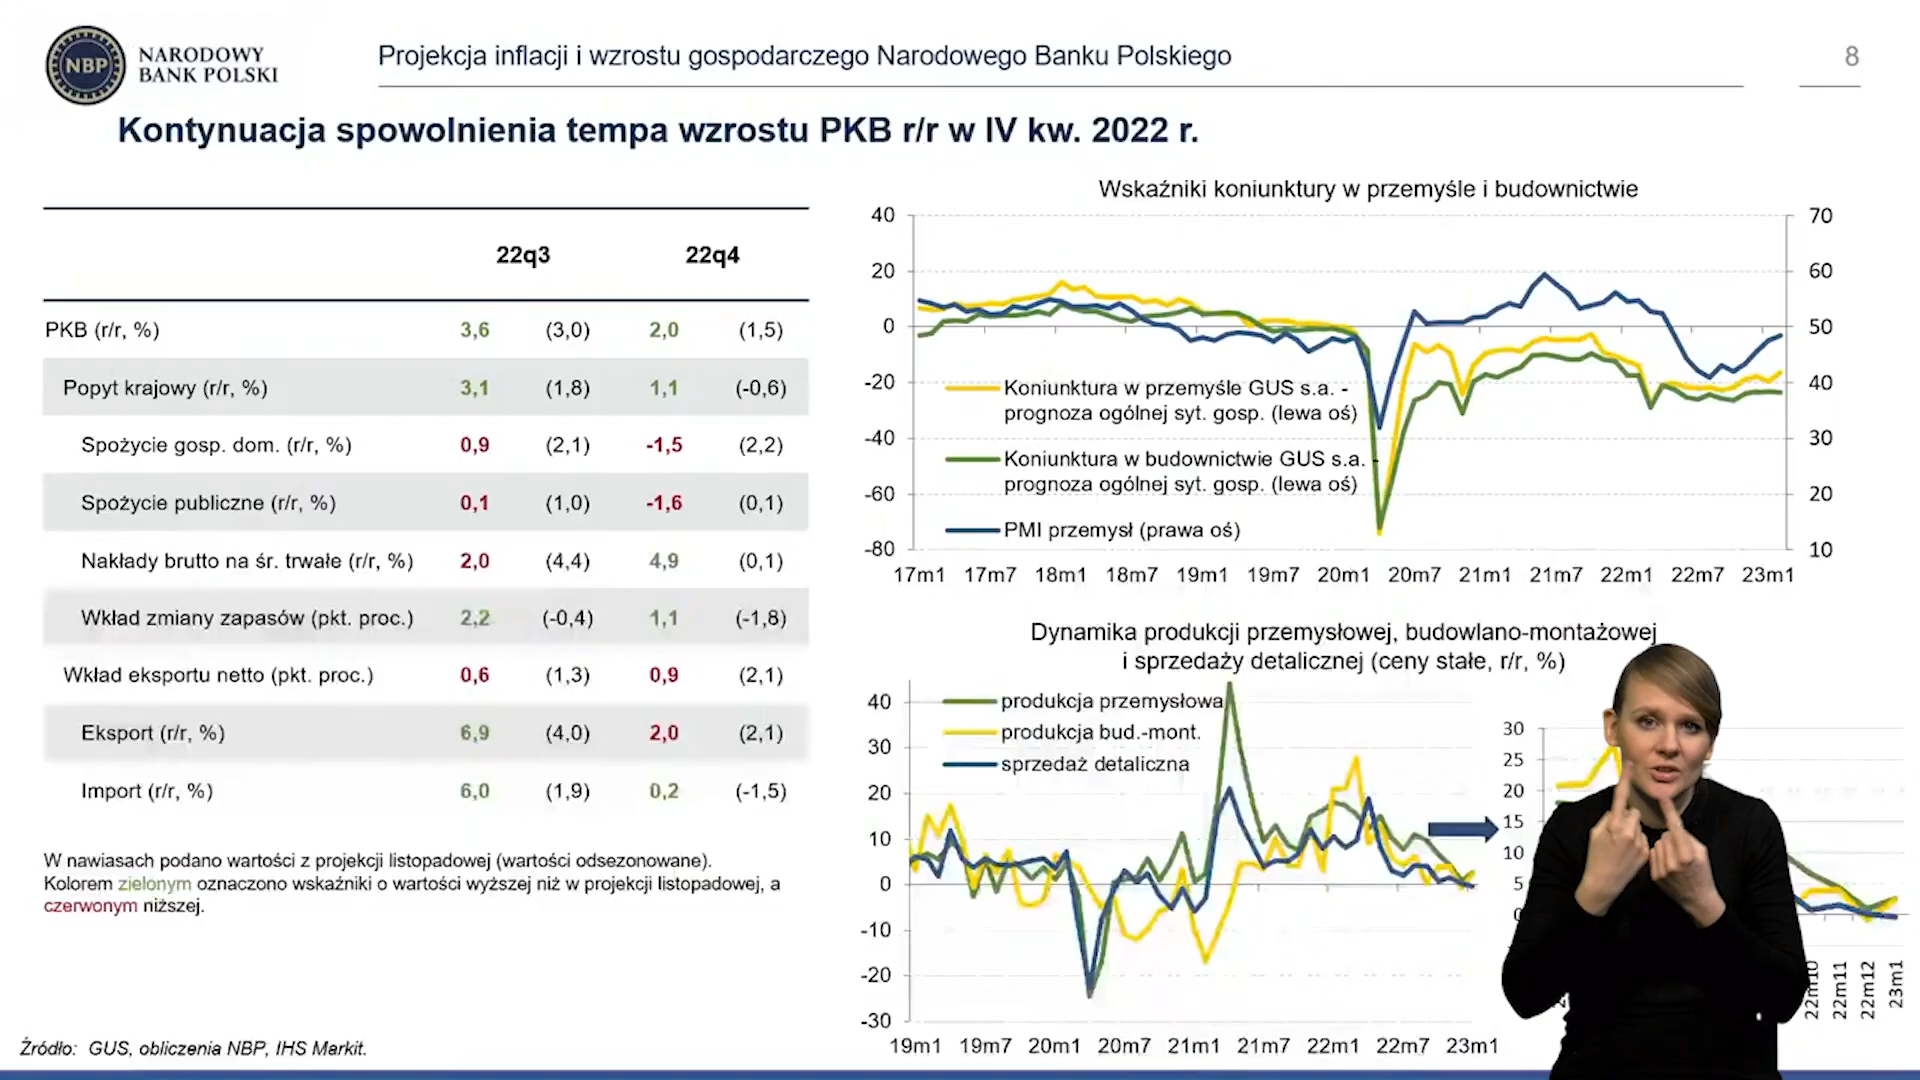 NBP
NARODOWY
BANK POLSKI
Projekcja inflacji i wzrostu gospodarczego Narodowego Banku Polskiego
8
Kontynuacja spowolnienia tempa wzrostu PKB r/r w IV kw. 2022 r.
22q3 22q4
PKB (r/r, %) 3,6 (3,0) 2,0 (1,5)
Popyt krajowy (r/r, %) 3,1 (1,8) 1,1 (-0,6)
Spożycie gosp. dom. (r/r, %) 0,9 (2,1) -1,5 (2,2)
Spożycie publiczne (r/r, %) 0,1 (1,0) -1,6 (0,1)
Nakłady brutto na śr. trwałe (r/r, %) 2,0 (4,4) 4,9 (0,1)
Wkład zmiany zapasów (pkt. proc.) 2,2 (-0,4) 1,1 (-1,8)
Wkład eksportu netto (pkt. proc.) 0,6 (1,3) 0,9 (2,1)
Eksport (r/r, %) 6,9 (4,0) 2,0 (2,1)
Import (r/r, %) 6,0 (1,9) 0,2 (-1,5)
W nawiasach podano wartości z projekcji listopadowej (wartości odsezonowane).
Kolorem zielonym oznaczono wskaźniki o wartości wyższej niż w projekcji listopadowej, a
czerwonym niższej.
Źródło: GUS, obliczenia NBP, IHS Markit.
Wskaźniki koniunktury w przemyśle i budownictwie
40 70
20 60
0 50
-20 40
-40 30
-60 20
-80 10
Koniunktura w przemyśle GUS s.a. -
prognoza ogólnej syt. gosp. (lewa oś)
Koniunktura w budownictwie GUS s.a. -
prognoza ogólnej syt. gosp. (lewa oś)
PMI przemysł (prawa oś)
17m1 17m7 18m1 18m7 19m1 19m7 20m1 20m7 21m1 21m7 22m1 22m7 23m1
Dynamika produkcji przemysłowej, budowlano-montażowej
i sprzedaży detalicznej (ceny stałe, r/r, %)
40
30
20
10
0
-10
-20
-30
produkcja przemysłowa
produkcja bud.-mont.
sprzedaż detaliczna
19m1 19m7 20m1 20m7 21m1 21m7 22m1 22m7 23m1
30
25
20
15
10
5
0
22m10 22m11 22m12 23m1